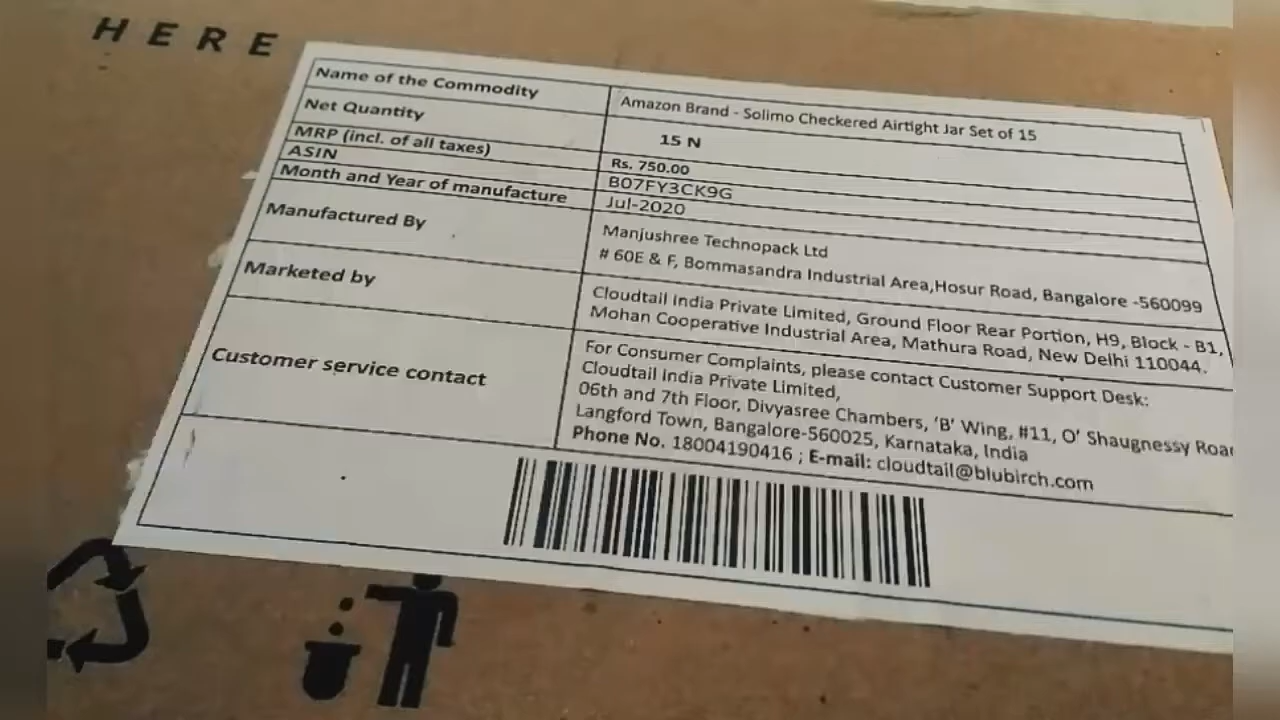 HERE
Name of the Commodity
Amazon Brand - Solimo Checkered Airtight Jar Set of 15
Net Quantity
15 N
MRP (incl. of all taxes)
Rs. 750.00
ASIN
B07FY3CK9G
Month and Year of manufacture
Jul-2020
Manufactured By
Manjushree Technopack Ltd
# 60E & F, Bommasandra Industrial Area,Hosur Road, Bangalore -560099
Marketed by
Cloudtail India Private Limited, Ground Floor Rear Portion, H9, Block - B1,
Mohan Cooperative Industrial Area, Mathura Road, New Delhi 110044.
Customer service contact
For Consumer Complaints, please contact Customer Support Desk:
Cloudtail India Private Limited,
06th and 7th Floor, Divyasree Chambers, ‘B’ Wing, #11, O’ Shaugnessy Road
Langford Town, Bangalore-560025, Karnataka, India
Phone No. 18004190416 ; E-mail: cloudtail@blubirch.com